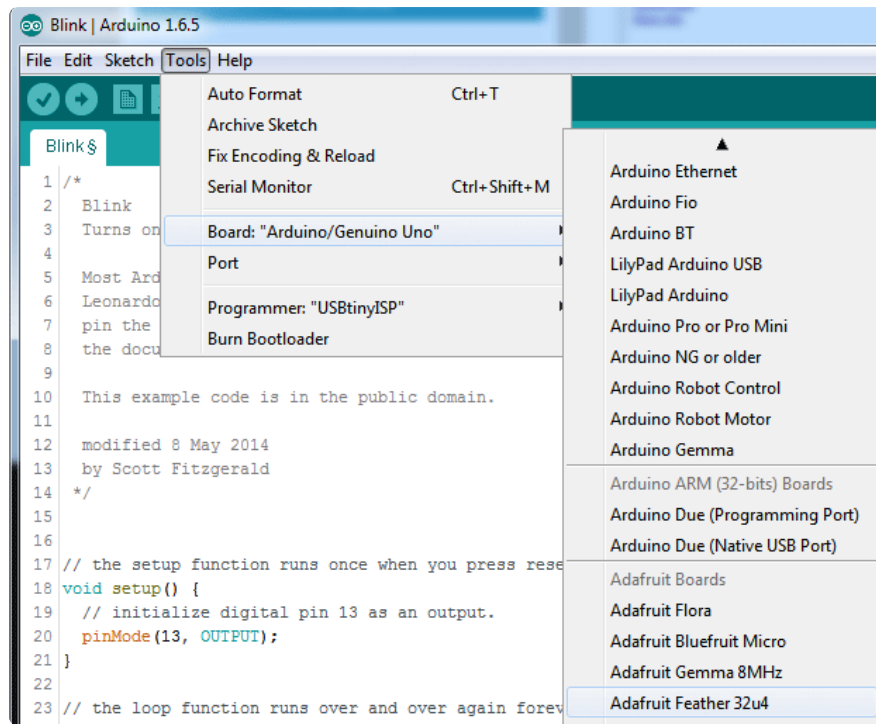 Blink | Arduino 1.6.5
File Edit Sketch Tools Help
Auto Format Ctrl+T
Archive Sketch
Fix Encoding & Reload
Serial Monitor Ctrl+Shift+M
Board: "Arduino/Genuino Uno"
Port
Programmer: "USBtinyISP"
Burn Bootloader
Arduino Ethernet
Arduino Fio
Arduino BT
LilyPad Arduino USB
LilyPad Arduino
Arduino Pro or Pro Mini
Arduino NG or older
Arduino Robot Control
Arduino Robot Motor
Arduino Gemma
Arduino ARM (32-bits) Boards
Arduino Due (Programming Port)
Arduino Due (Native USB Port)
Adafruit Boards
Adafruit Flora
Adafruit Bluefruit Micro
Adafruit Gemma 8MHz
Adafruit Feather 32u4
Blink§
1 /*
2 Blink
3 Turns on
4
5 Most Ard
6 Leonardo
7 pin the
8 the docu
9
10 This example code is in the public domain.
11
12 modified 8 May 2014
13 by Scott Fitzgerald
14 */
15
16
17 // the setup function runs once when you press rese
18 void setup() {
19 // initialize digital pin 13 as an output.
20 pinMode(13, OUTPUT);
21 }
22
23 // the loop function runs over and over again forev